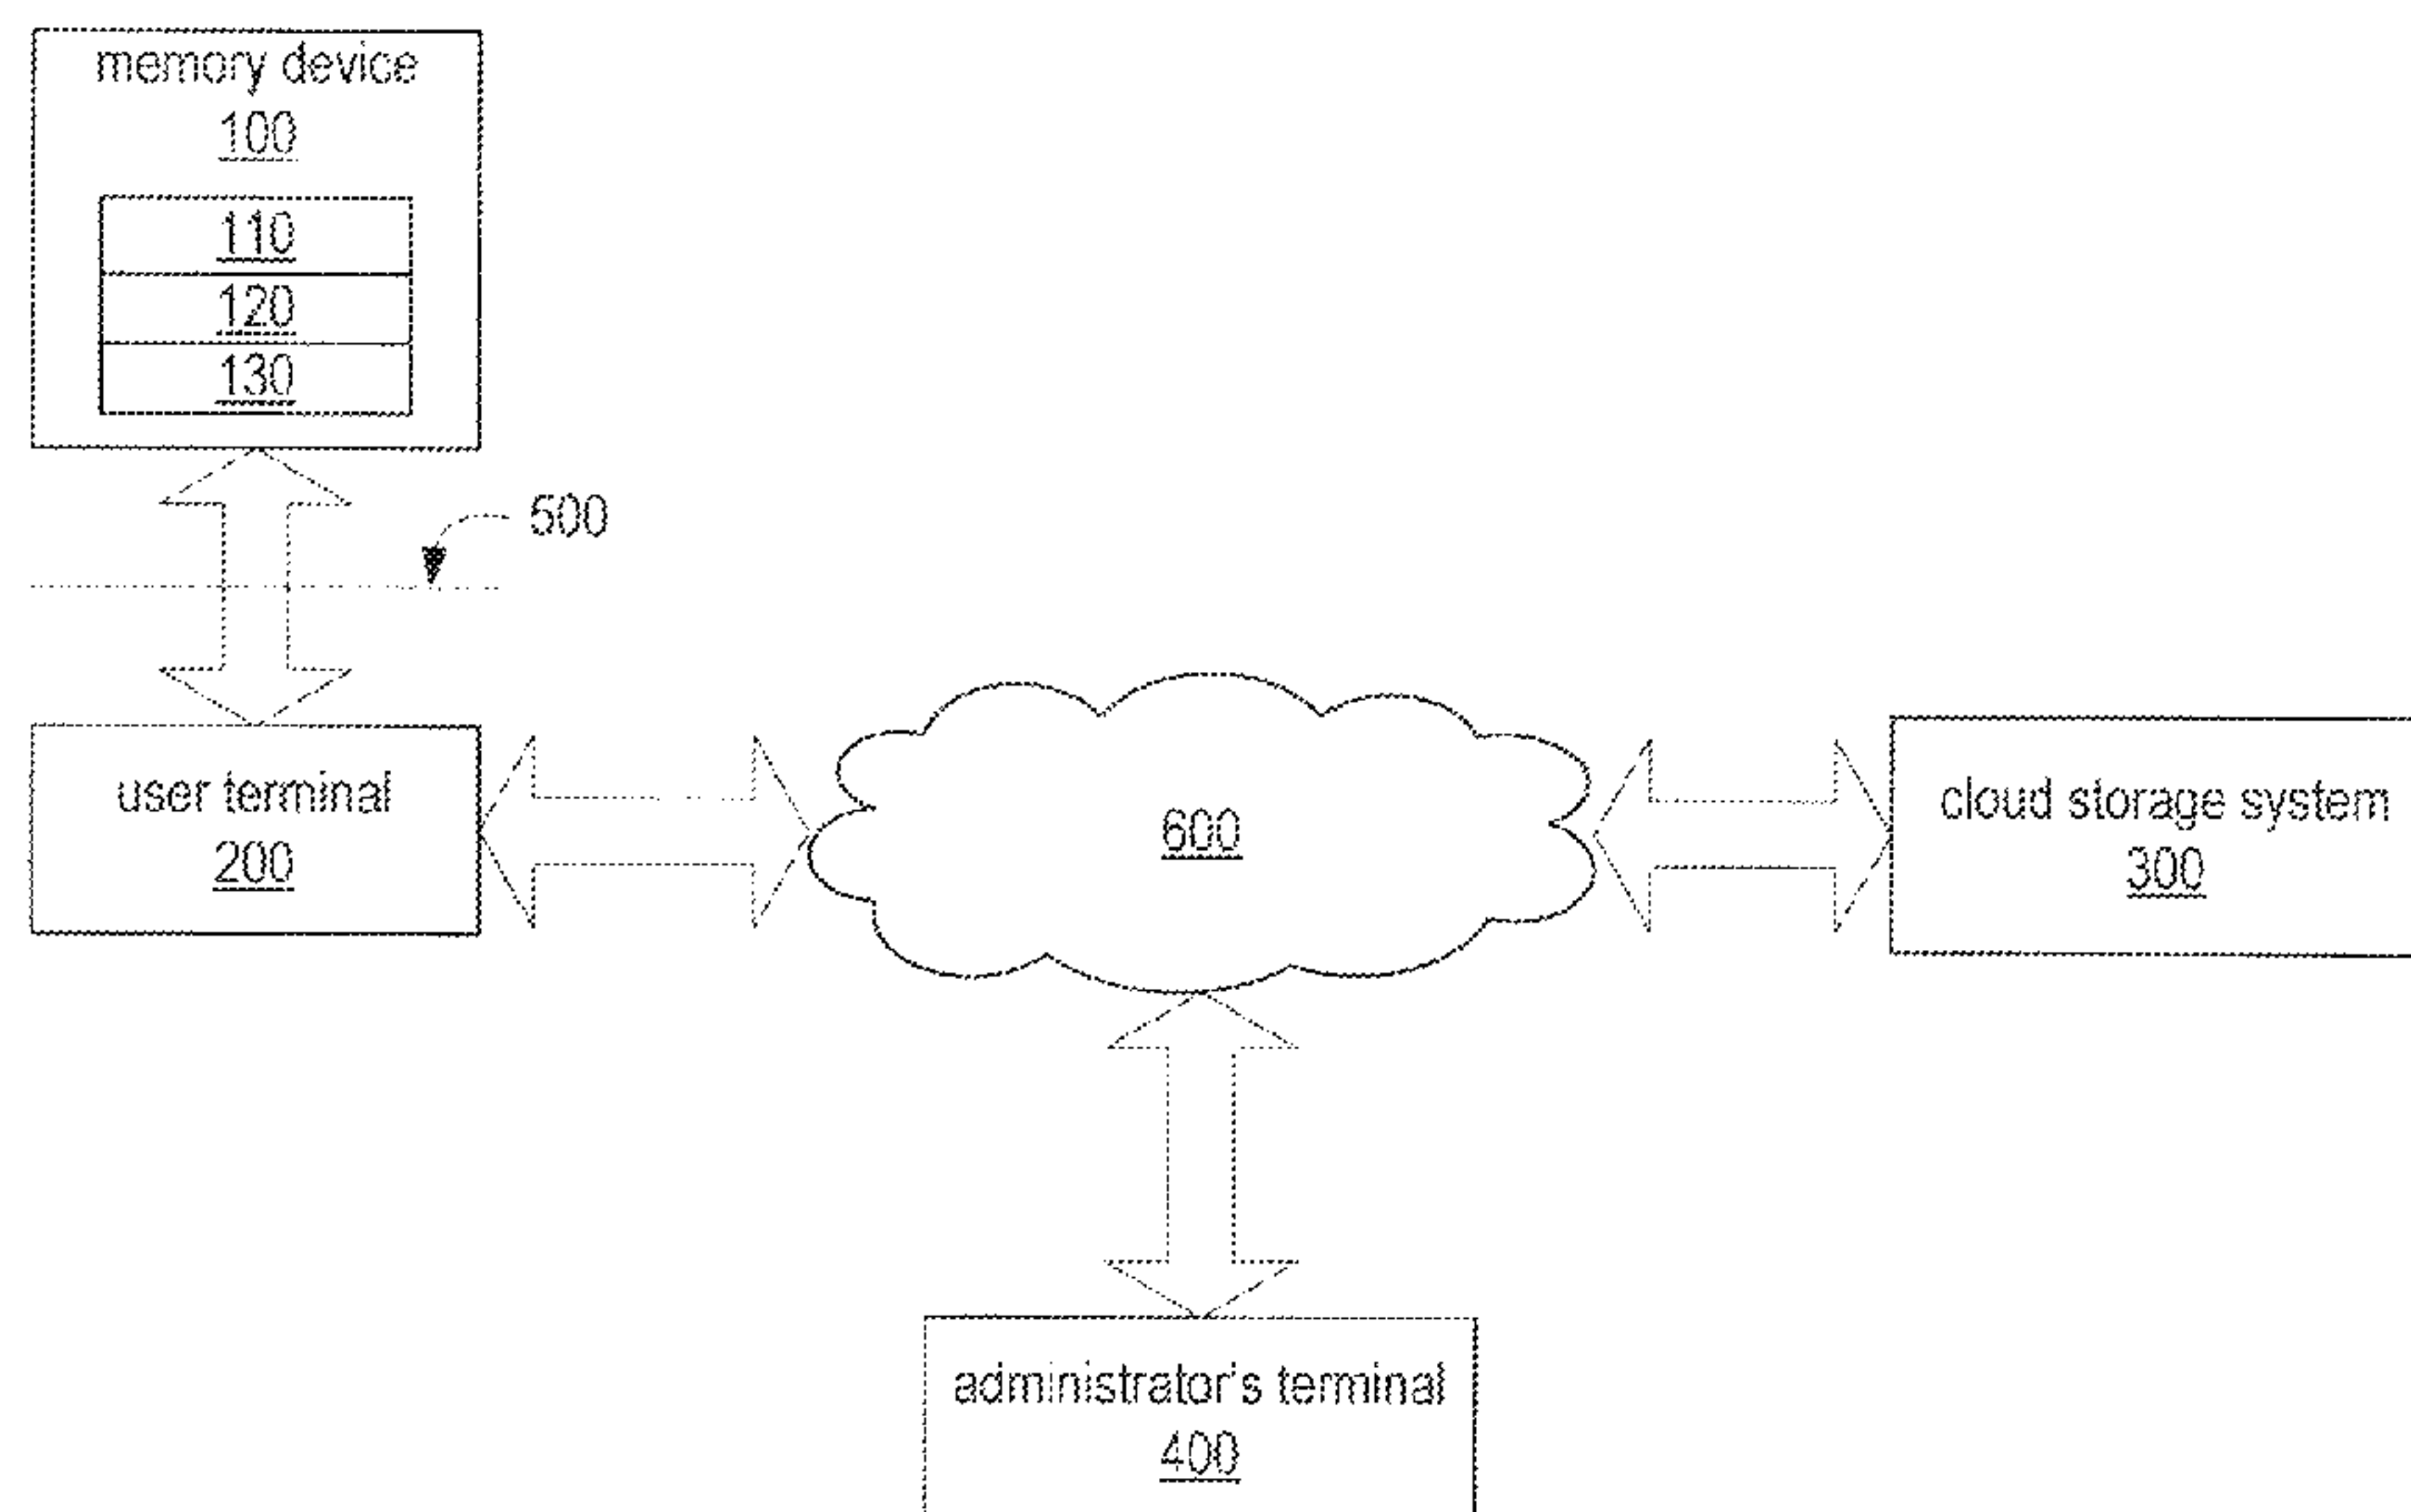 memory device
100
110
120
130
500
user terminal
200
600
cloud storage system
300
administrator's terminal
400